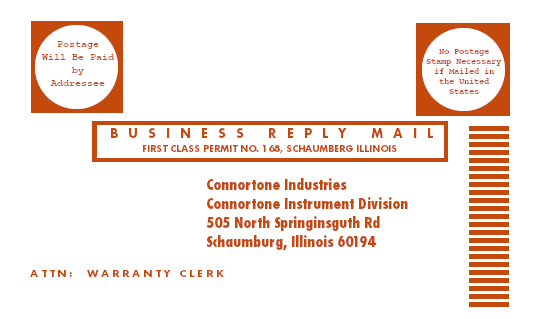 Postage
Will Be Paid
by
Addressee
No Postage
Stamp Necessary
if Mailed in
the United
States
BUSINESS REPLY MAIL
FIRST CLASS PERMIT NO. 168, SCHAUMBERG ILLINOIS
Connortone Industries
Connortone Instrument Division
505 North Springinsguth Rd
Schaumburg, Illinois 60194
ATTN: WARRANTY CLERK